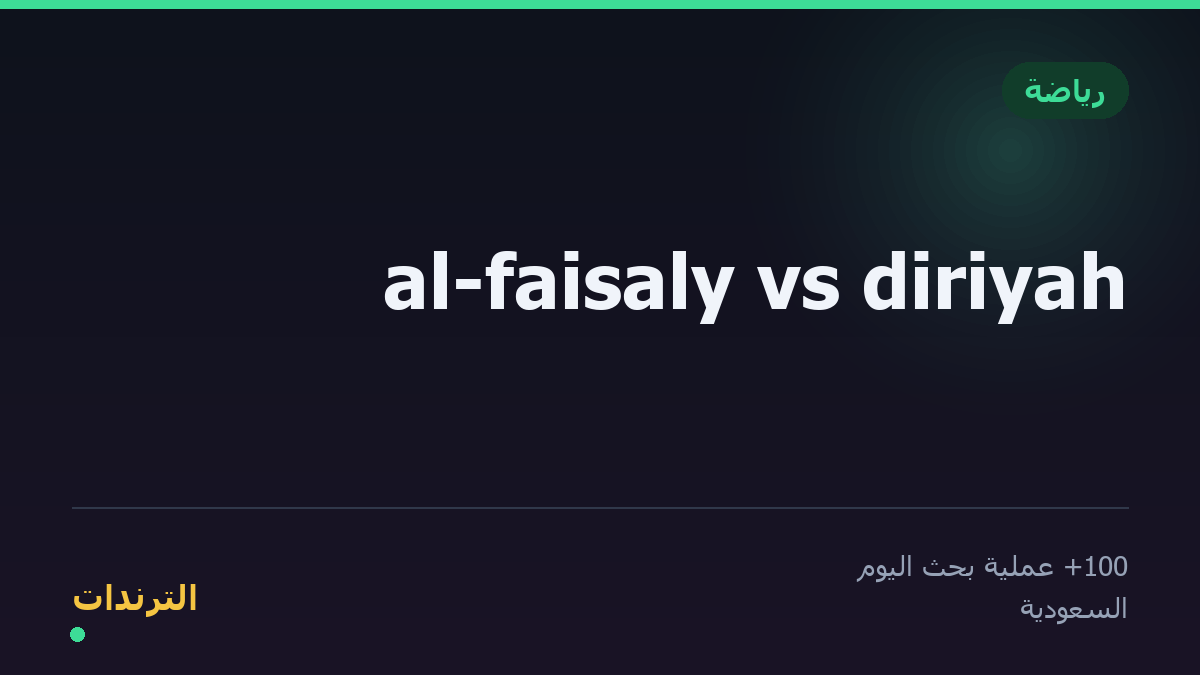 رياضة
al-faisaly vs diriyah
+100 عملية بحث اليوم
السعودية
الترندات